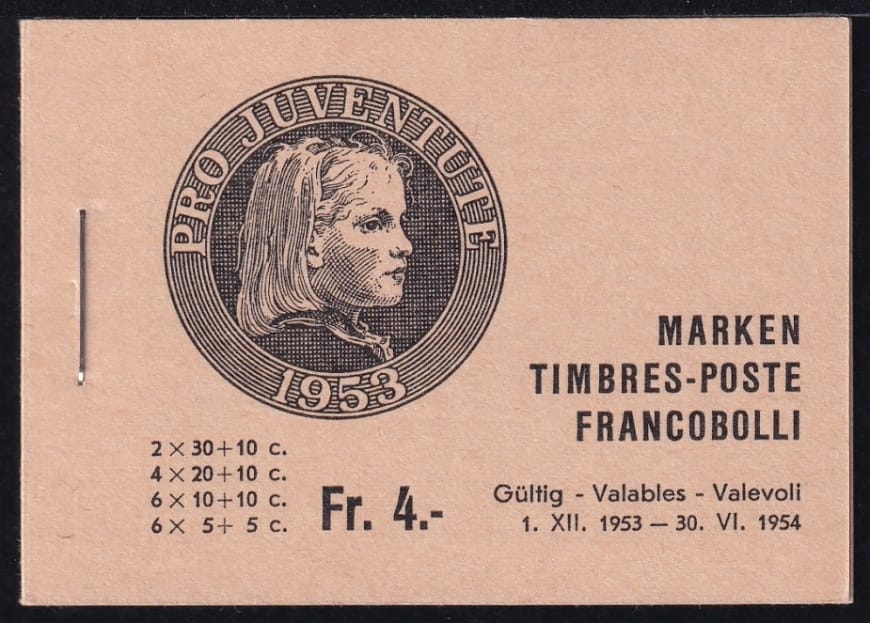 PRO JUVENTUTE
1953
MARKEN
TIMBRES-POSTE
FRANCOBOLLI
2 × 30+10 c.
4 × 20+10 c.
6 × 10+10 c.
6 × 5+ 5 c.
Fr. 4.-
Gültig - Valables - Valevoli
1. XII. 1953 — 30. VI. 1954